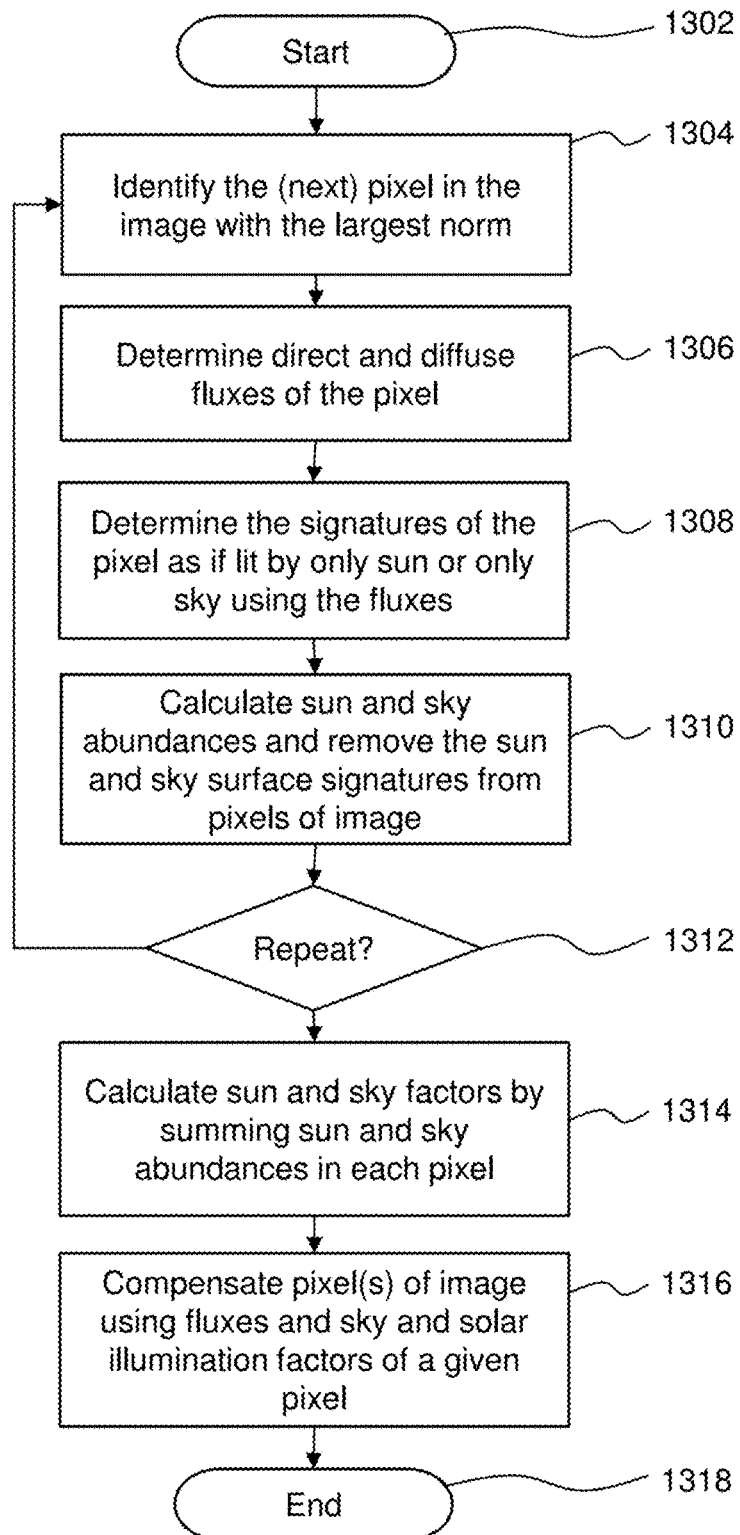 Start
1302
Identify the (next) pixel in the
image with the largest norm
1304
Determine direct and diffuse
fluxes of the pixel
1306
Determine the signatures of the
pixel as if lit by only sun or only
sky using the fluxes
1308
Calculate sun and sky
abundances and remove the sun
and sky surface signatures from
pixels of image
1310
Repeat?
1312
Calculate sun and sky factors by
summing sun and sky
abundances in each pixel
1314
Compensate pixel(s) of image
using fluxes and sky and solar
illumination factors of a given
pixel
1316
End
1318